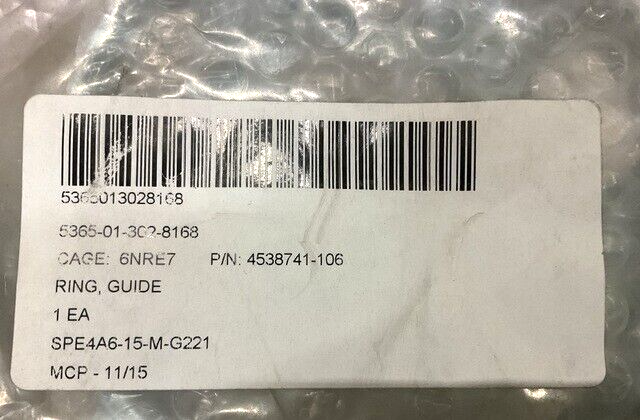 5365013028168
5365-01-302-8168
CAGE: 6NRE7 P/N: 4538741-106
RING, GUIDE
1 EA
SPE4A6-15-M-G221
MCP - 11/15